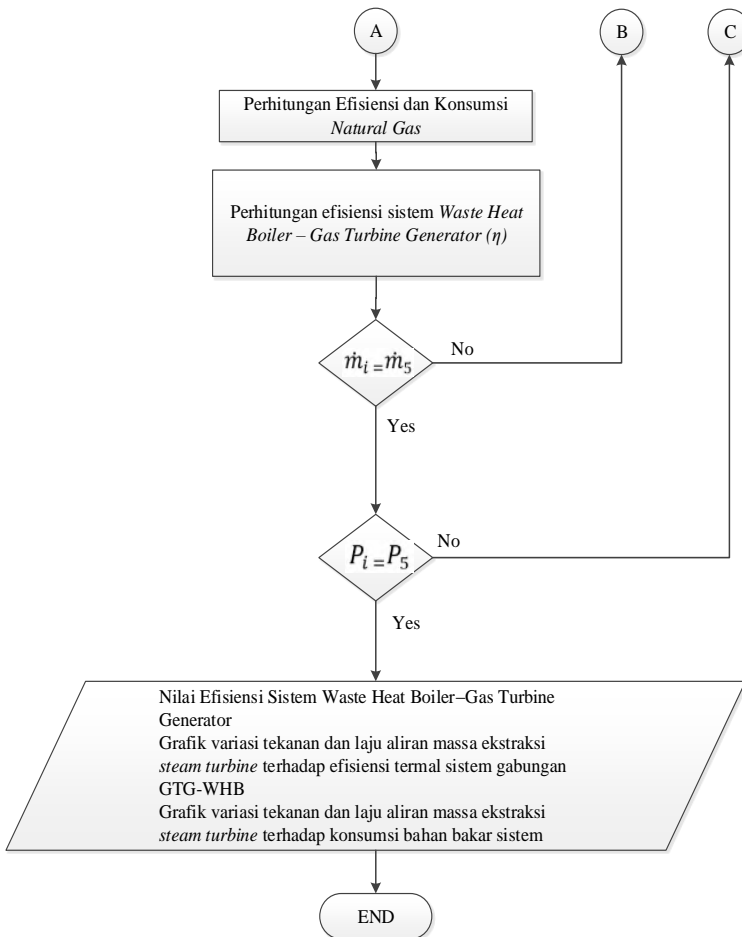 A
B
C
Perhitungan Efisiensi dan Konsumsi
Natural Gas
Perhitungan efisiensi sistem Waste Heat
Boiler – Gas Turbine Generator (η)
ṁᵢ = ṁ₅
No
Yes
Pᵢ = P₅
No
Yes
Nilai Efisiensi Sistem Waste Heat Boiler–Gas Turbine
Generator
Grafik variasi tekanan dan laju aliran massa ekstraksi
steam turbine terhadap efisiensi termal sistem gabungan
GTG-WHB
Grafik variasi tekanan dan laju aliran massa ekstraksi
steam turbine terhadap konsumsi bahan bakar sistem
END